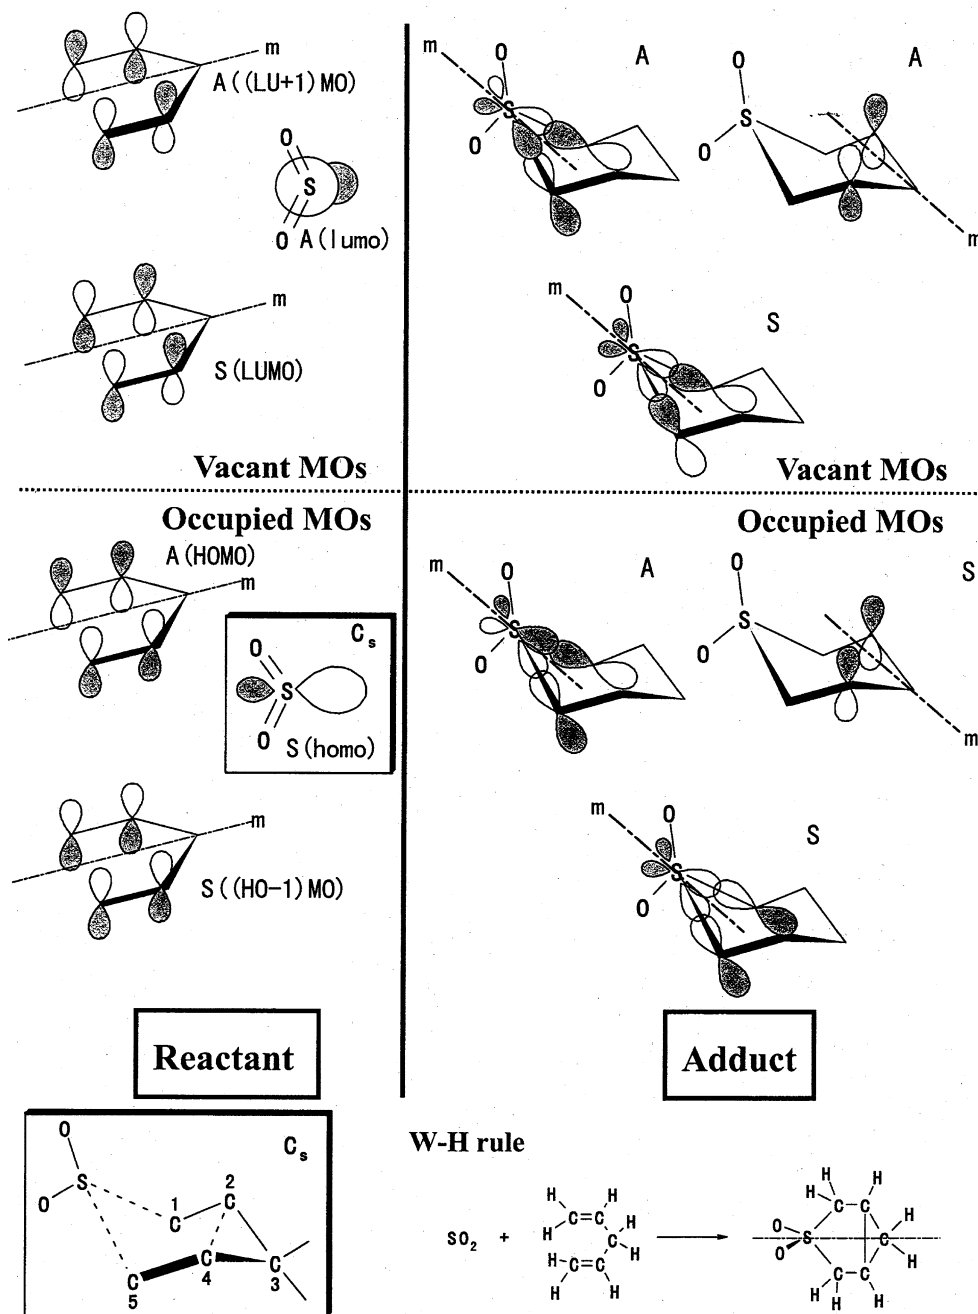 m
A((LU+1)MO)
O
S
O
A(lumo)
m
S(LUMO)
Vacant MOs
m
O
S
O
A
O
S
O
A
m
m
O
S
O
S
Vacant MOs
Occupied MOs
A(HOMO)
m
Cs
O
S
O
S(homo)
m
S((HO-1)MO)
Occupied MOs
m
O
S
O
A
O
S
O
S
m
m
O
S
O
S
Reactant
Adduct
O
S
O
Cs
1
C
2
C
C
5
C
4
C
3
W-H rule
SO2 + H C=C H H H C H H C=C H H H
H H C C H H S O O C H H C C H H H